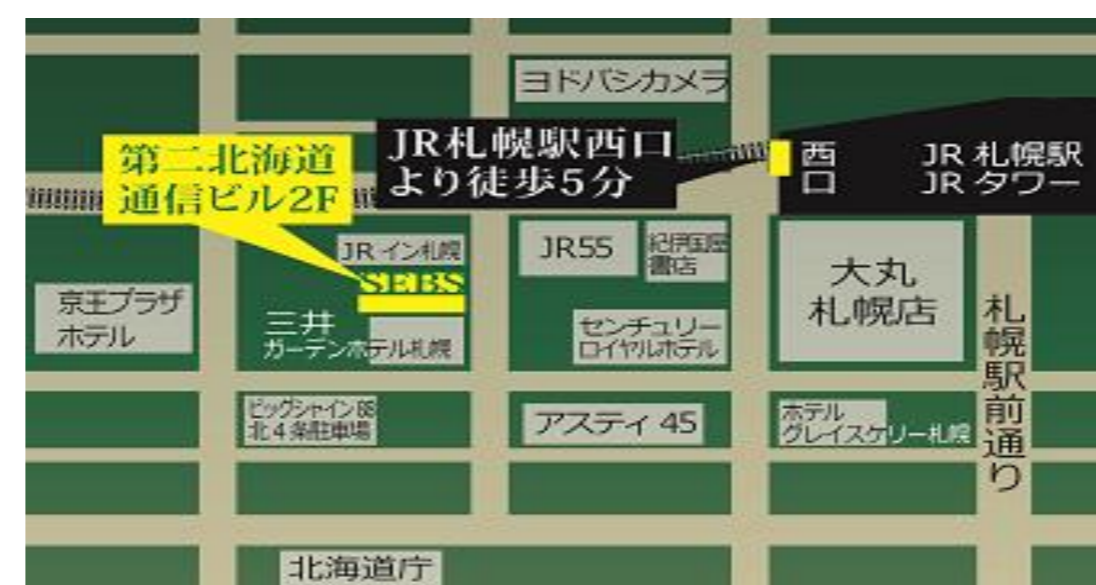 ヨドバシカメラ
第二北海道
通信ビル2F
JR札幌駅西口
より徒歩5分
西口
JR 札幌駅
JR タワー
JR イン札幌
SEBS
JR55
紀伊国屋
書店
大丸
札幌店
京王プラザ
ホテル
三井
ガーデンホテル札幌
センチュリー
ロイヤルホテル
札幌駅前通り
ビッグシャイン88
北4条駐車場
アスティ 45
ホテル
グレイスケリー札幌
北海道庁